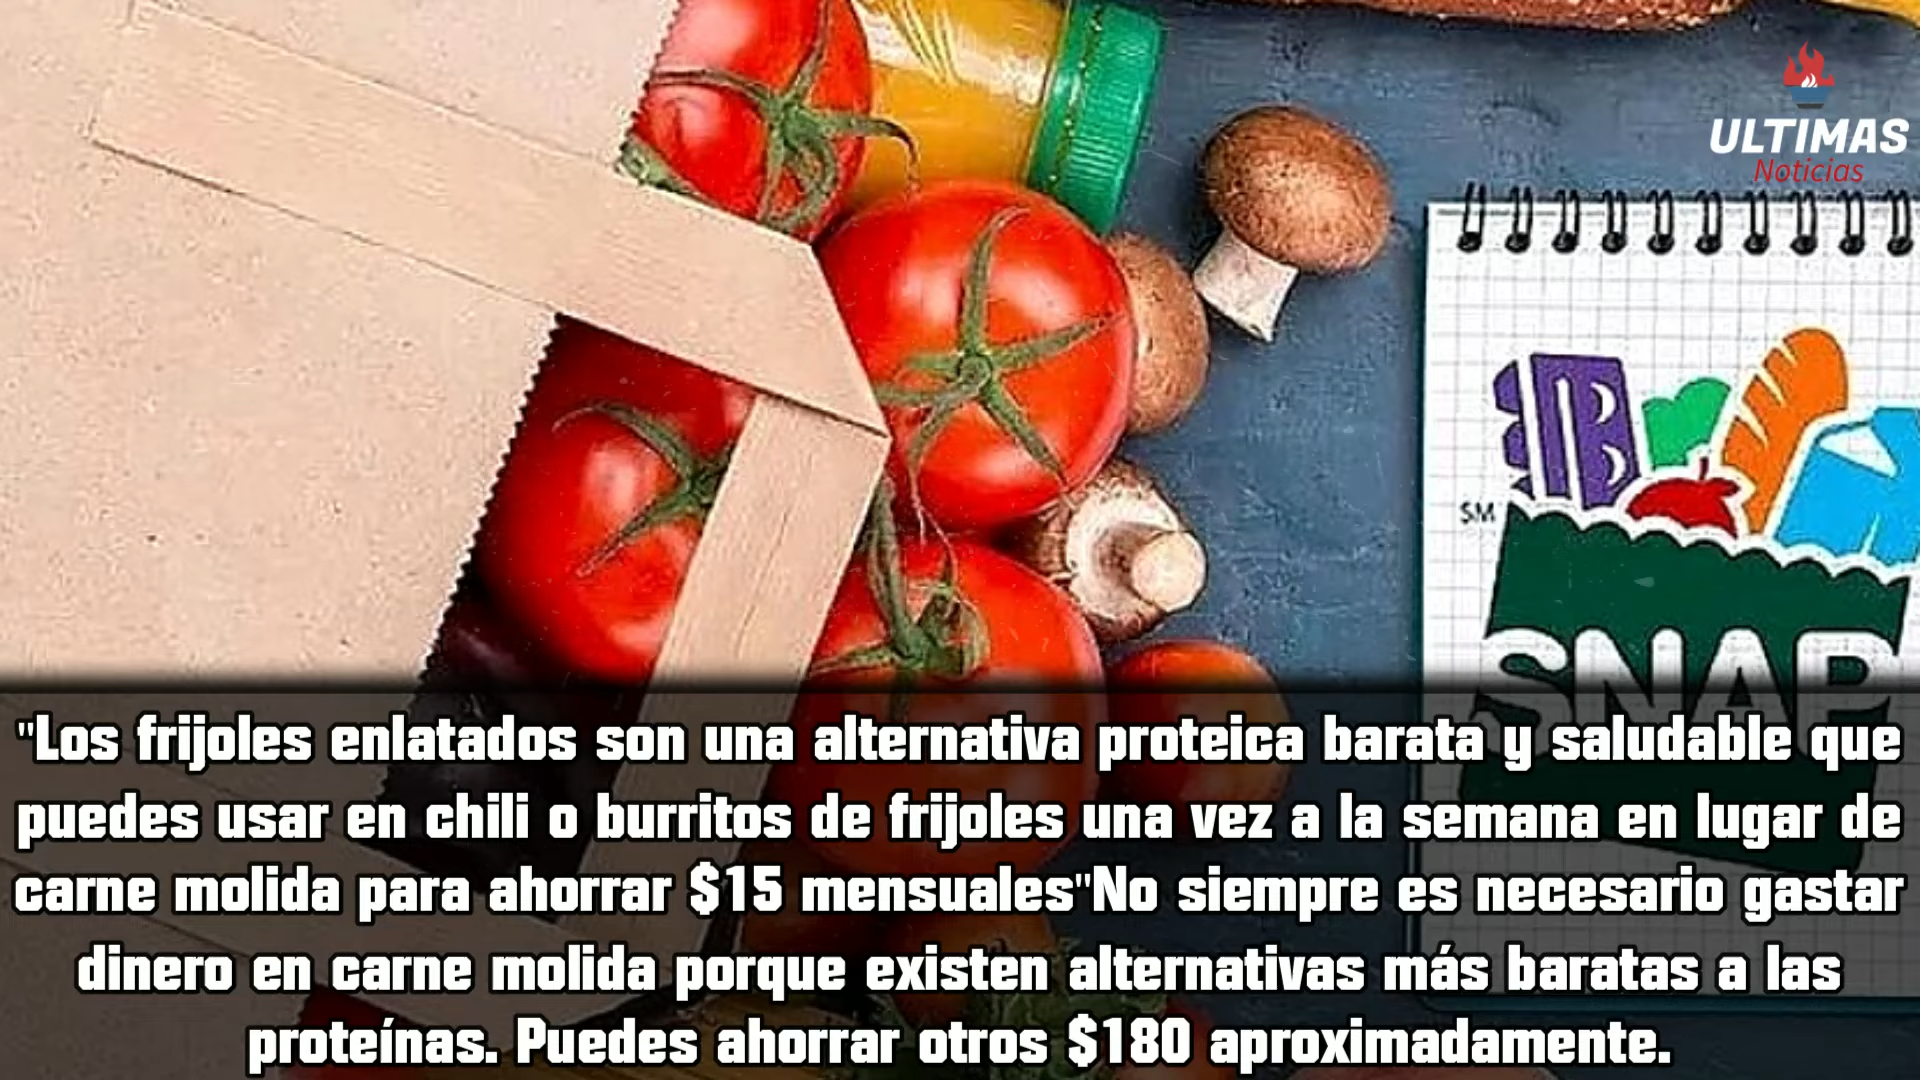 ULTIMAS
Noticias
SM
SNAP
"Los frijoles enlatados son una alternativa proteica barata y saludable que
puedes usar en chili o burritos de frijoles una vez a la semana en lugar de
carne molida para ahorrar $15 mensuales"No siempre es necesario gastar
dinero en carne molida porque existen alternativas más baratas a las
proteínas. Puedes ahorrar otros $180 aproximadamente.